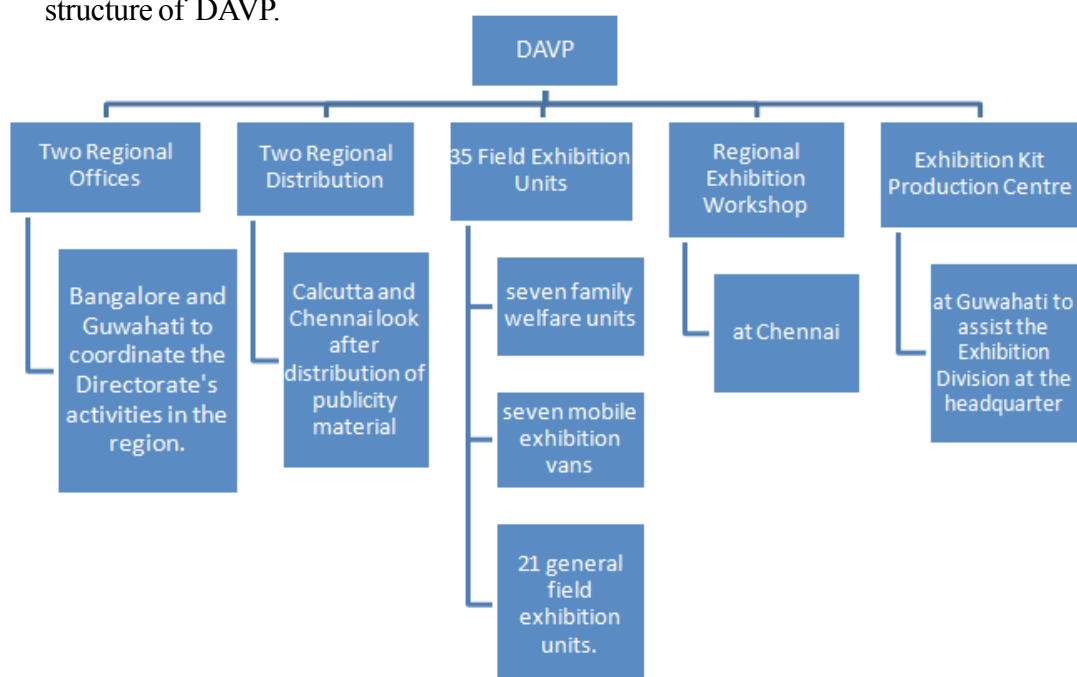 structure of DAVP.
DAVP
Two Regional
Offices
Bangalore and
Guwahati to
coordinate the
Directorate's
activities in the
region.
Two Regional
Distribution
Calcutta and
Chennai look
after
distribution of
publicity
material
35 Field Exhibition
Units
seven family
welfare units
seven mobile
exhibition
vans
21 general
field
exhibition
units.
Regional
Exhibition
Workshop
at Chennai
Exhibition Kit
Production Centre
at Guwahati to
assist the
Exhibition
Division at the
headquarter